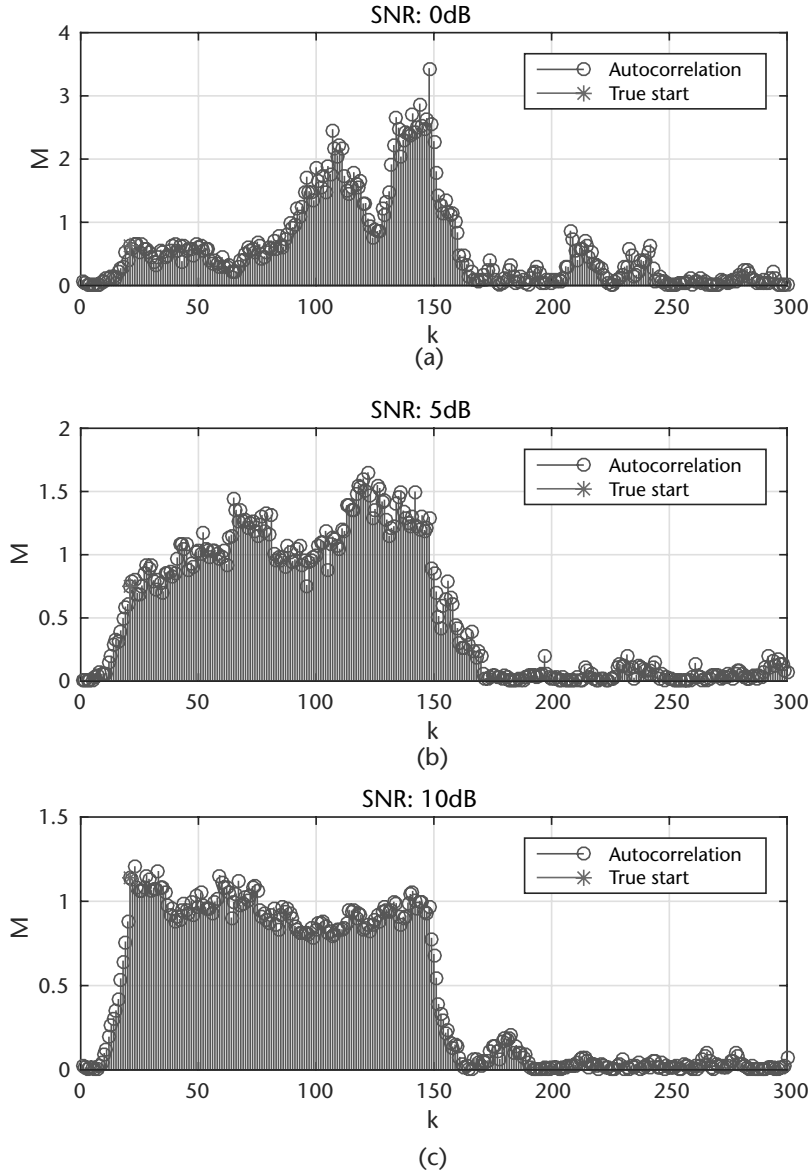 SNR: 0dB
4
3
2
1
0
M
Autocorrelation
True start
0 50 100 150 200 250 300
k
(a)
SNR: 5dB
2
1.5
1
0.5
0
M
Autocorrelation
True start
0 50 100 150 200 250 300
k
(b)
SNR: 10dB
1.5
1
0.5
0
M
Autocorrelation
True start
0 50 100 150 200 250 300
k
(c)